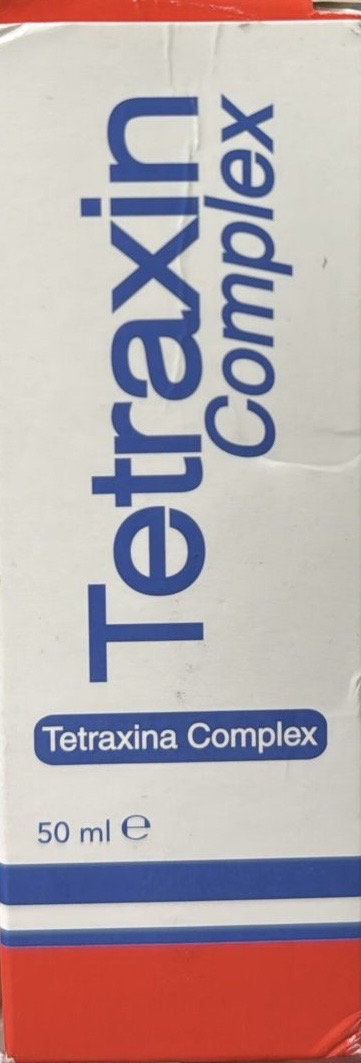 Tetraxin
Complex
Tetraxina Complex
50 ml ℮